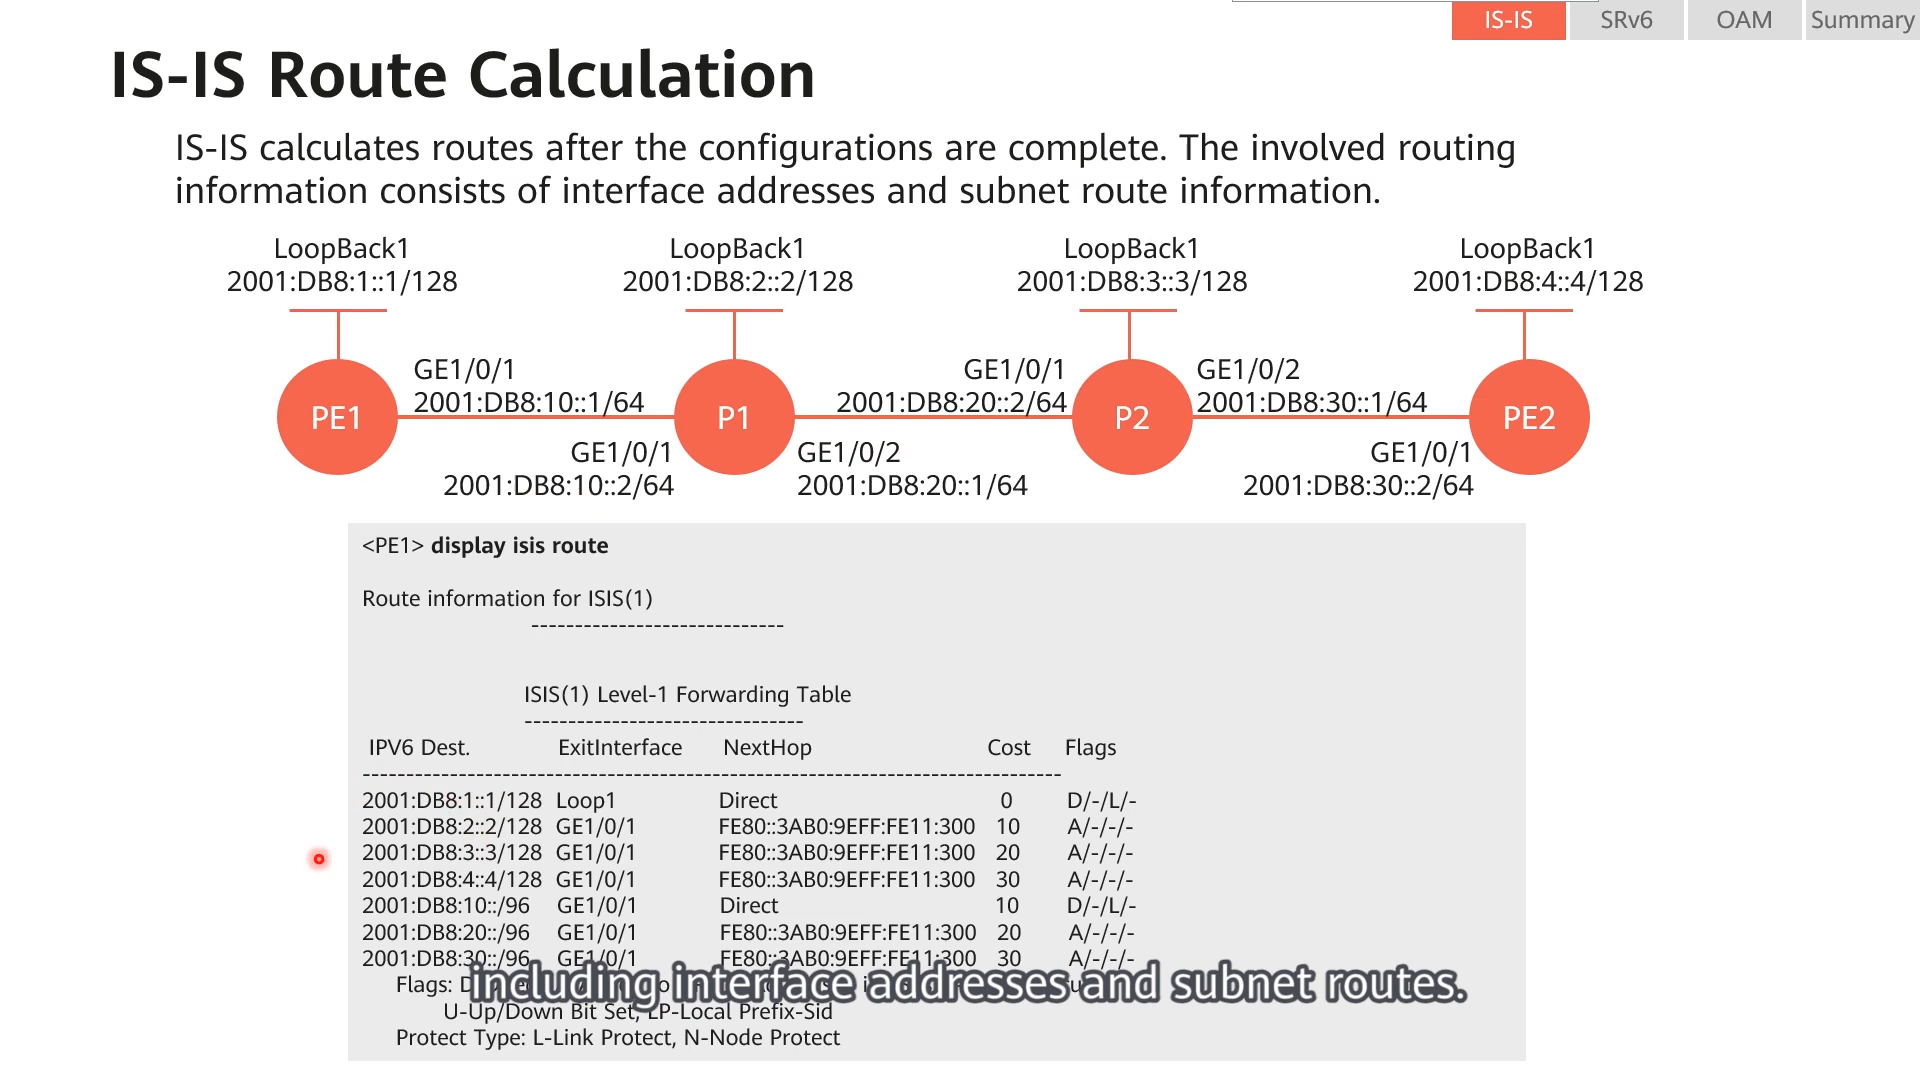 IS-IS
SRv6
OAM
Summary
IS-IS Route Calculation
IS-IS calculates routes after the configurations are complete. The involved routing
information consists of interface addresses and subnet route information.
LoopBack1
2001:DB8:1::1/128
LoopBack1
2001:DB8:2::2/128
LoopBack1
2001:DB8:3::3/128
LoopBack1
2001:DB8:4::4/128
PE1
GE1/0/1
2001:DB8:10::1/64
GE1/0/1
2001:DB8:10::2/64
P1
GE1/0/1
2001:DB8:20::2/64
GE1/0/2
2001:DB8:20::1/64
P2
GE1/0/2
2001:DB8:30::1/64
GE1/0/1
2001:DB8:30::2/64
PE2
<PE1> display isis route
Route information for ISIS(1)
-----------------------------
ISIS(1) Level-1 Forwarding Table
--------------------------------
IPV6 Dest. ExitInterface NextHop Cost Flags
--------------------------------------------------------------------------------
2001:DB8:1::1/128 Loop1 Direct 0 D/-/L/-
2001:DB8:2::2/128 GE1/0/1 FE80::3AB0:9EFF:FE11:300 10 A/-/-/-
2001:DB8:3::3/128 GE1/0/1 FE80::3AB0:9EFF:FE11:300 20 A/-/-/-
2001:DB8:4::4/128 GE1/0/1 FE80::3AB0:9EFF:FE11:300 30 A/-/-/-
2001:DB8:10::/96 GE1/0/1 Direct 10 D/-/L/-
2001:DB8:20::/96 GE1/0/1 FE80::3AB0:9EFF:FE11:300 20 A/-/-/-
2001:DB8:30::/96 GE1/0/1 FE80::3AB0:9EFF:FE11:300 30 A/-/-/-
Flags:
including interface addresses and subnet routes.
U-Up/Down Bit Set, LP-Local Prefix-Sid
Protect Type: L-Link Protect, N-Node Protect